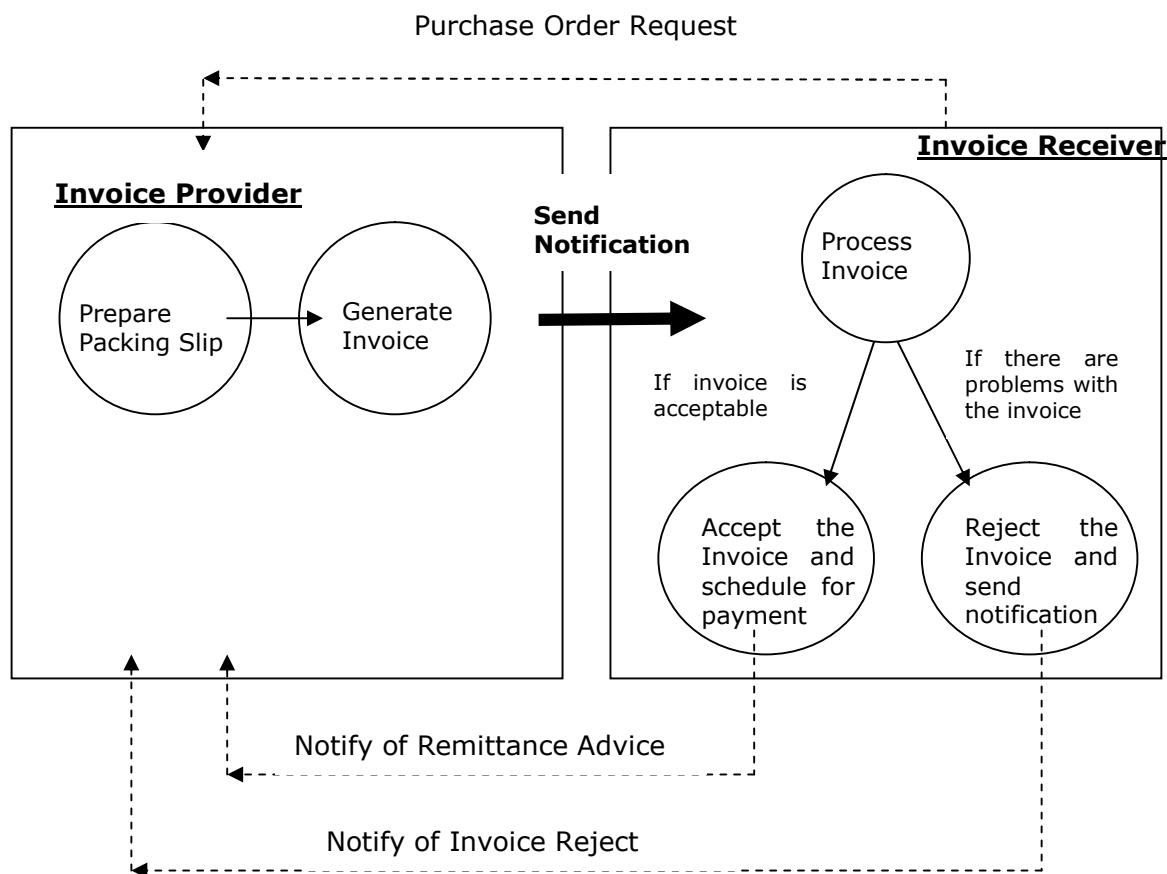 Purchase Order Request
Invoice Receiver
Invoice Provider
Send
Notification
Process
Invoice
Prepare
Packing Slip
Generate
Invoice
If invoice is
acceptable
If there are
problems with
the invoice
Accept the
Invoice and
schedule for
payment
Reject the
Invoice and
send
notification
Notify of Remittance Advice
Notify of Invoice Reject